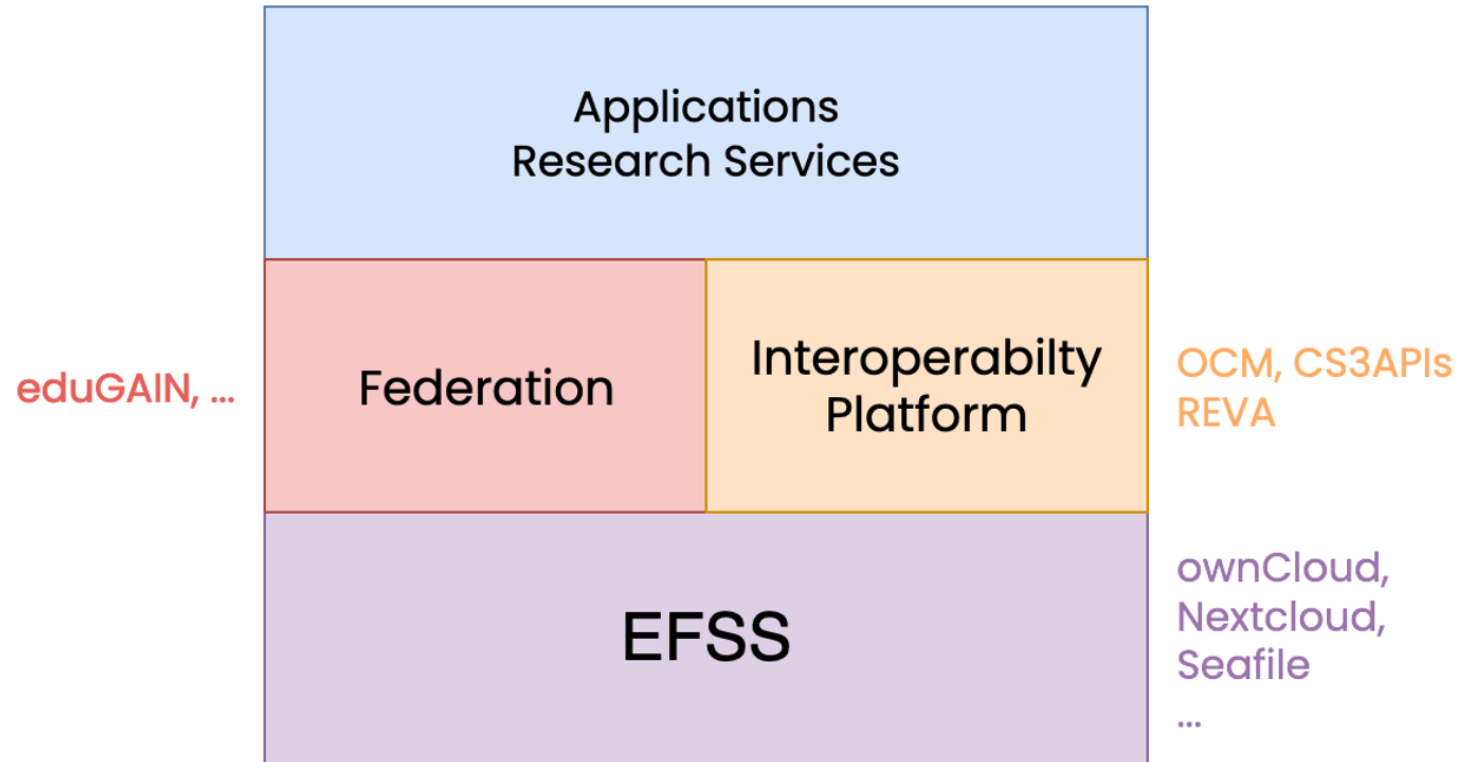 Applications
Research Services
eduGAIN, ...
Federation
Interoperabilty
Platform
OCM, CS3APIs
REVA
EFSS
ownCloud,
Nextcloud,
Seafile
...